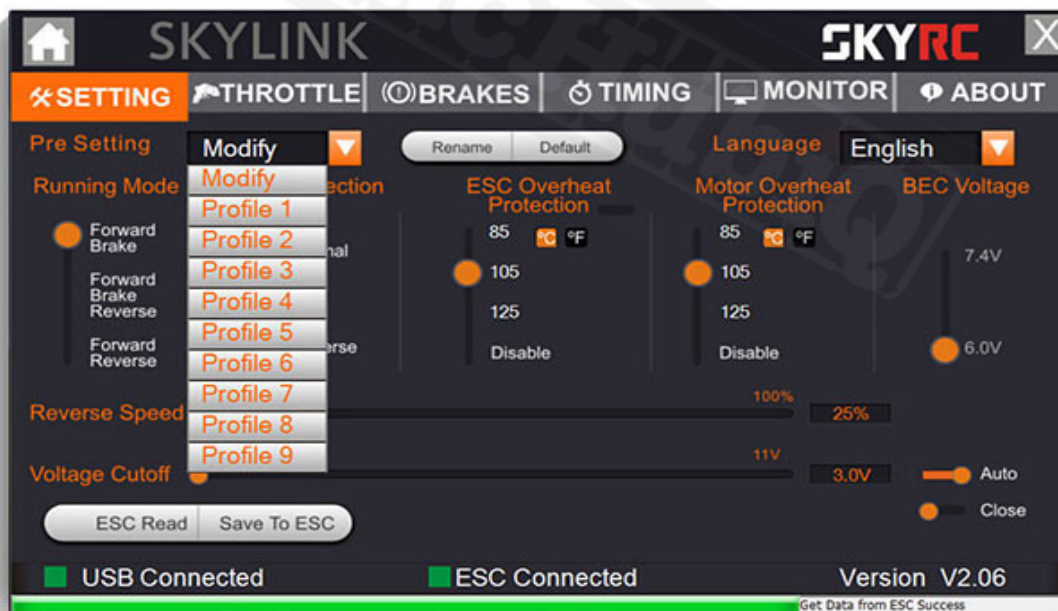 SKYLINK
SKYRC
X
SETTING THROTTLE BRAKES TIMING MONITOR ABOUT
Pre Setting Modify Rename Default Language English
Modify
Profile 1
Profile 2
Profile 3
Profile 4
Profile 5
Profile 6
Profile 7
Profile 8
Profile 9
Running Mode
Forward
Brake
Forward
Brake
Reverse
Forward
Reverse
ection
nal
erse
ESC Overheat
Protection
85 °C °F
105
125
Disable
Motor Overheat
Protection
85 °C °F
105
125
Disable
BEC Voltage
7.4V
6.0V
Reverse Speed 100% 25%
Voltage Cutoff 11V 3.0V Auto
Close
ESC Read Save To ESC
USB Connected ESC Connected Version V2.06
Get Data from ESC Success